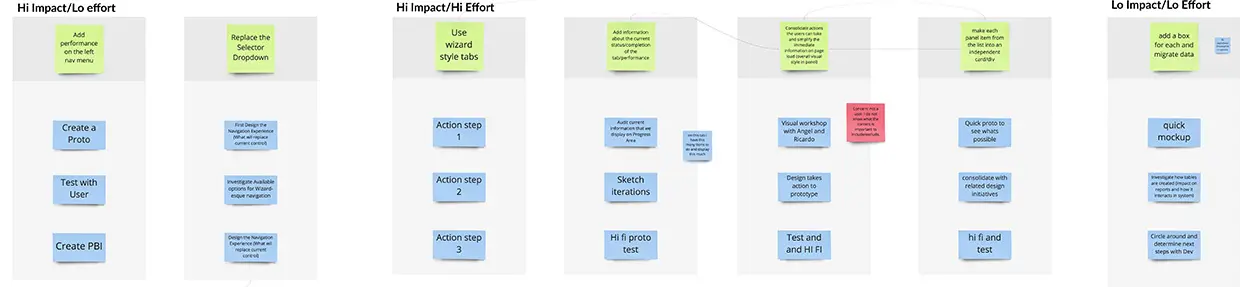 Hi Impact/Lo effort
Add
performance
on the left
nav menu
Create a
Proto
Test with
User
Create PBI
Replace the
Selector
Dropdown
First Design the
Navigation Experience
(What will replace
current control)
Investigate Available
options for Wizard-
esque navigation
Design the Navigation
Experience (What will
replace current
control)
Hi Impact/Hi Effort
Use
wizard
style tabs
Action step
1
Action step
2
Action step
3
Add information
about the current
status/completion
of the
tab/performance
Audit current
information that we
display on Progress
Area
Sketch
iterations
Hi fi proto
test
Consolidate actions
the users can take
and simplify the
immediate
information on page
load (overall visual
style in panel)
Visual workshop
with Angel and
Ricardo
Design takes
action to
prototype
Test and
and HI FI
make each
panel item from
the list into an
independent
card/div
Quick proto to
see whats
possible
consolidate with
related design
initiatives
hi fi and
test
Lo Impact/Lo Effort
add a box
for each and
migrate data
quick
mockup
Investigate how tables
are created (impact on
reports and how it
interacts in system)
Circle around and
determine next
steps with Dev